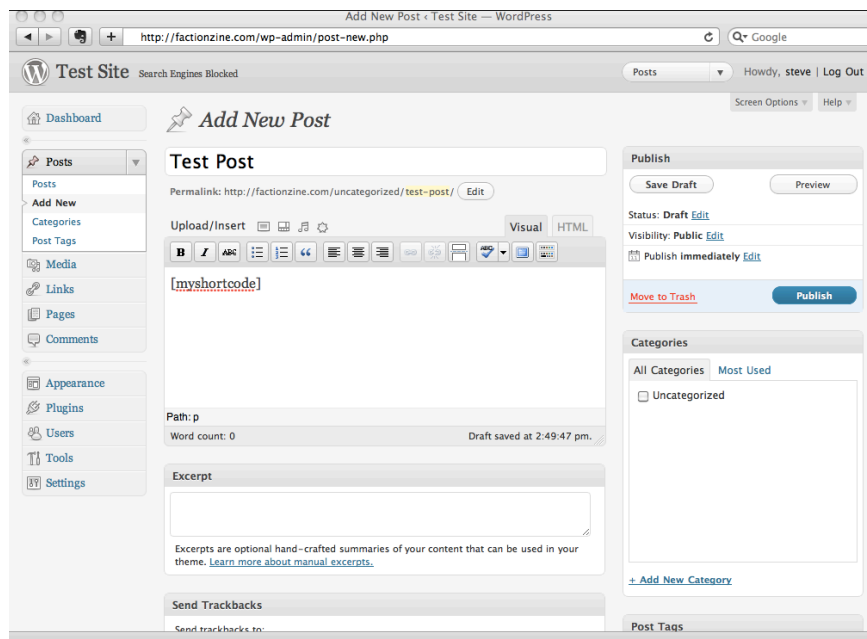 Add New Post ‹ Test Site — WordPress
http://factionzine.com/wp-admin/post-new.php
Google
Test Site Search Engines Blocked
Posts
Howdy, steve | Log Out
Screen Options
Help
Dashboard
Posts
Posts
Add New
Categories
Post Tags
Media
Links
Pages
Comments
Appearance
Plugins
Users
Tools
Settings
Add New Post
Test Post
Permalink: http://factionzine.com/uncategorized/test-post/ Edit
Upload/Insert
Visual HTML
B I ABC ABC
[myshortcode]
Path: p
Word count: 0 Draft saved at 2:49:47 pm.
Excerpt
Excerpts are optional hand-crafted summaries of your content that can be used in your
theme. Learn more about manual excerpts.
Send Trackbacks
Send trackbacks to:
Publish
Save Draft Preview
Status: Draft Edit
Visibility: Public Edit
Publish immediately Edit
Move to Trash Publish
Categories
All Categories Most Used
Uncategorized
+ Add New Category
Post Tags